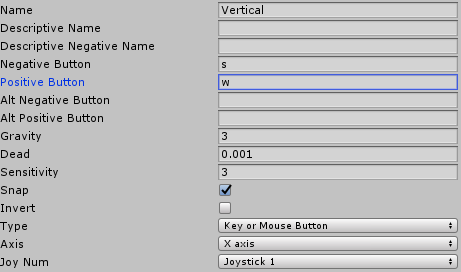 Name Vertical
Descriptive Name
Descriptive Negative Name
Negative Button s
Positive Button w
Alt Negative Button
Alt Positive Button
Gravity 3
Dead 0.001
Sensitivity 3
Snap
Invert
Type Key or Mouse Button
Axis X axis
Joy Num Joystick 1